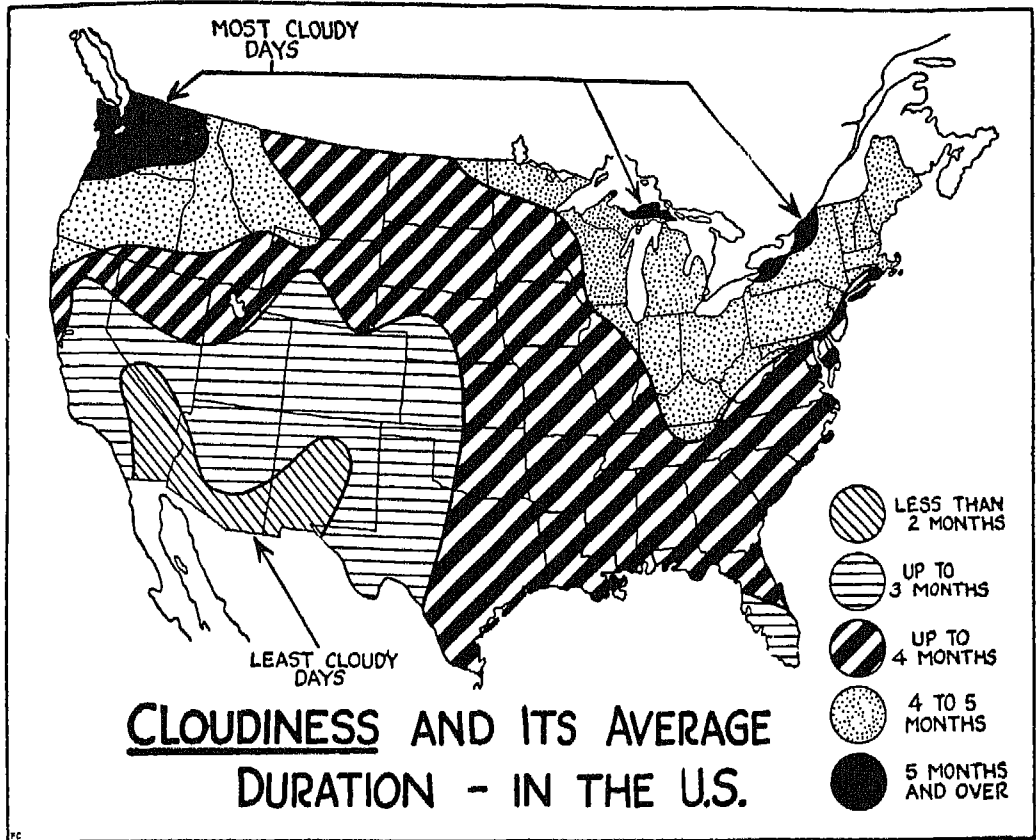 MOST CLOUDY
DAYS
LESS THAN
2 MONTHS
UP TO
3 MONTHS
UP TO
4 MONTHS
LEAST CLOUDY
DAYS
4 TO 5
MONTHS
CLOUDINESS AND ITS AVERAGE
DURATION - IN THE U.S.
5 MONTHS
AND OVER
FC